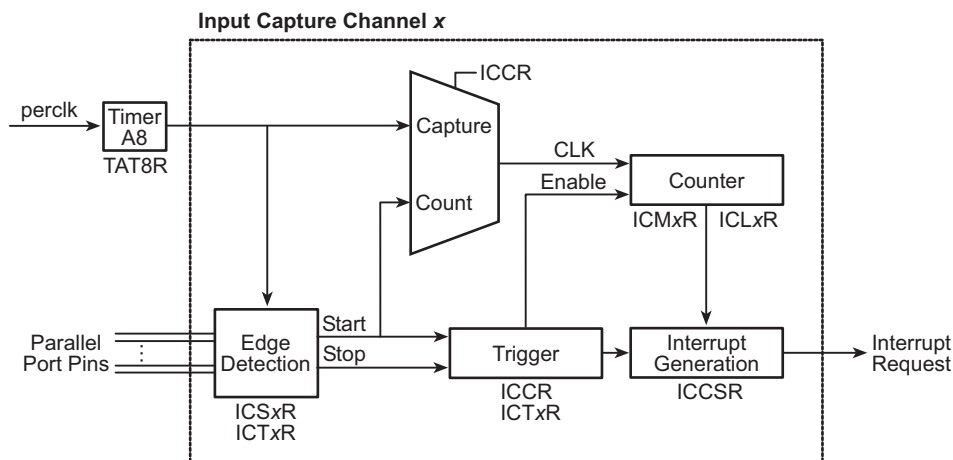 Input Capture Channel x
ICCR
perclk
Timer
A8
TAT8R
Capture
CLK
Enable
Counter
Count
ICMxR
ICLxR
Parallel
Port Pins
Edge
Detection
Start
Stop
Trigger
Interrupt
Generation
Interrupt
Request
ICSxR
ICTxR
ICCR
ICTxR
ICCSR